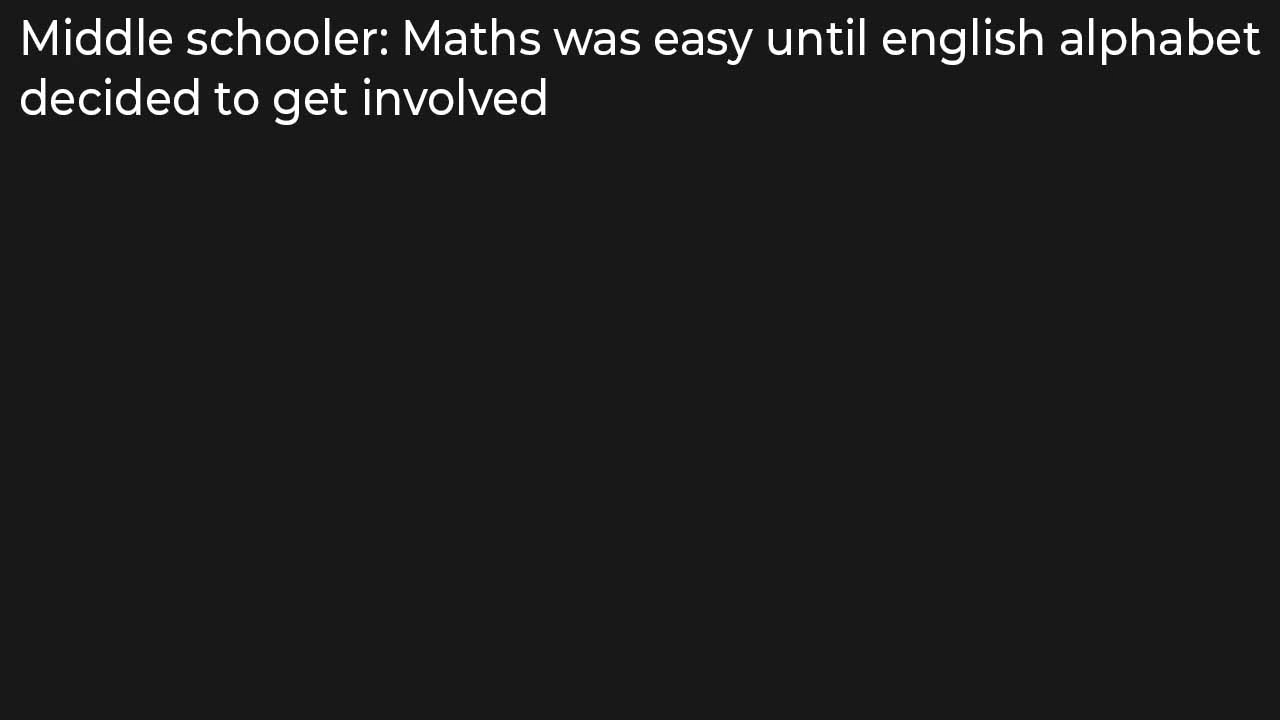 Middle schooler: Maths was easy until english alphabet
decided to get involved